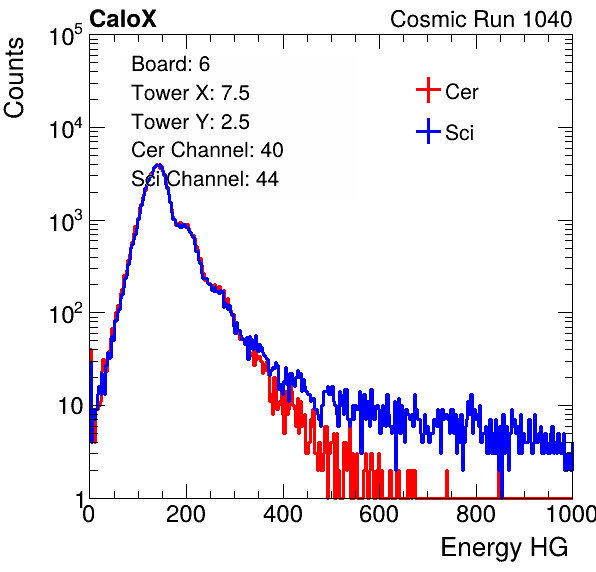 CaloX
Cosmic Run 1040
Counts
Board: 6
Tower X: 7.5
Tower Y: 2.5
Cer Channel: 40
Sci Channel: 44
Cer
Sci
10^5
10^4
10^3
10^2
10
1
0 200 400 600 800 1000
Energy HG